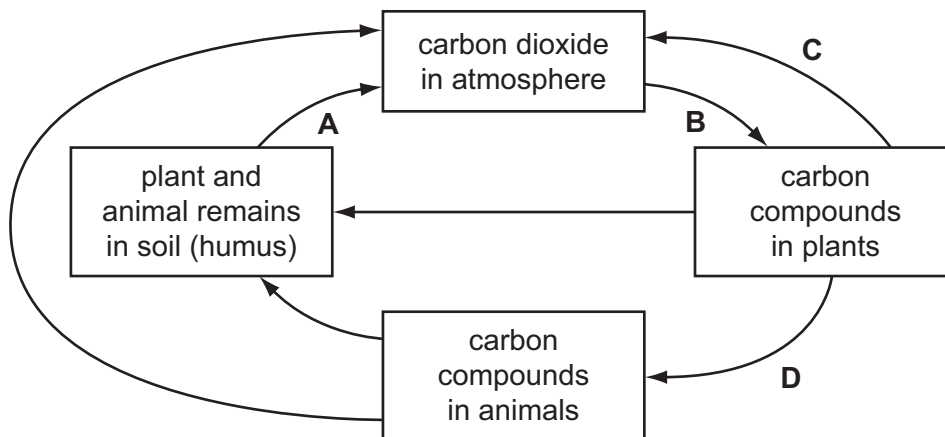 carbon dioxide
in atmosphere
C
A
B
plant and
animal remains
in soil (humus)
carbon
compounds
in plants
carbon
compounds
in animals
D